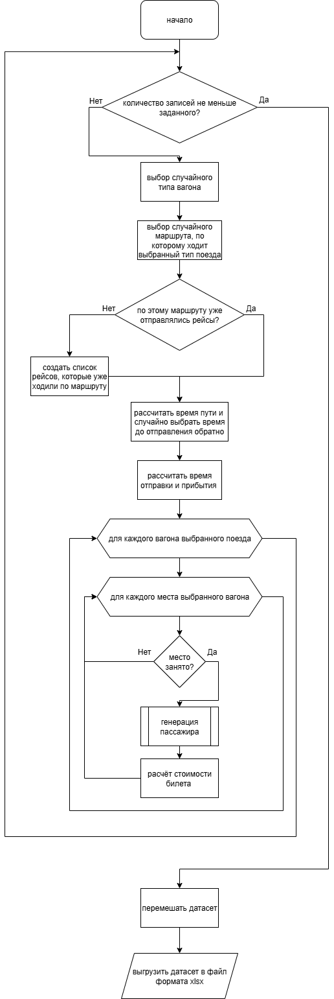 начало
количество записей не меньше
заданного?
Нет
Да
выбор случайного
типа вагона
выбор случайного
маршрута, по
которому ходит
выбранный тип поезда
по этому маршруту уже
отправлялись рейсы?
Нет
Да
создать список
рейсов, которые уже
ходили по маршруту
рассчитать время пути и
случайно выбрать время
до отправления обратно
рассчитать время
отправки и прибытия
для каждого вагона выбранного поезда
для каждого места выбранного вагона
место
занято?
Нет
Да
генерация
пассажира
расчёт стоимости
билета
перемешать датасет
выгрузить датасет в файл
формата xlsx